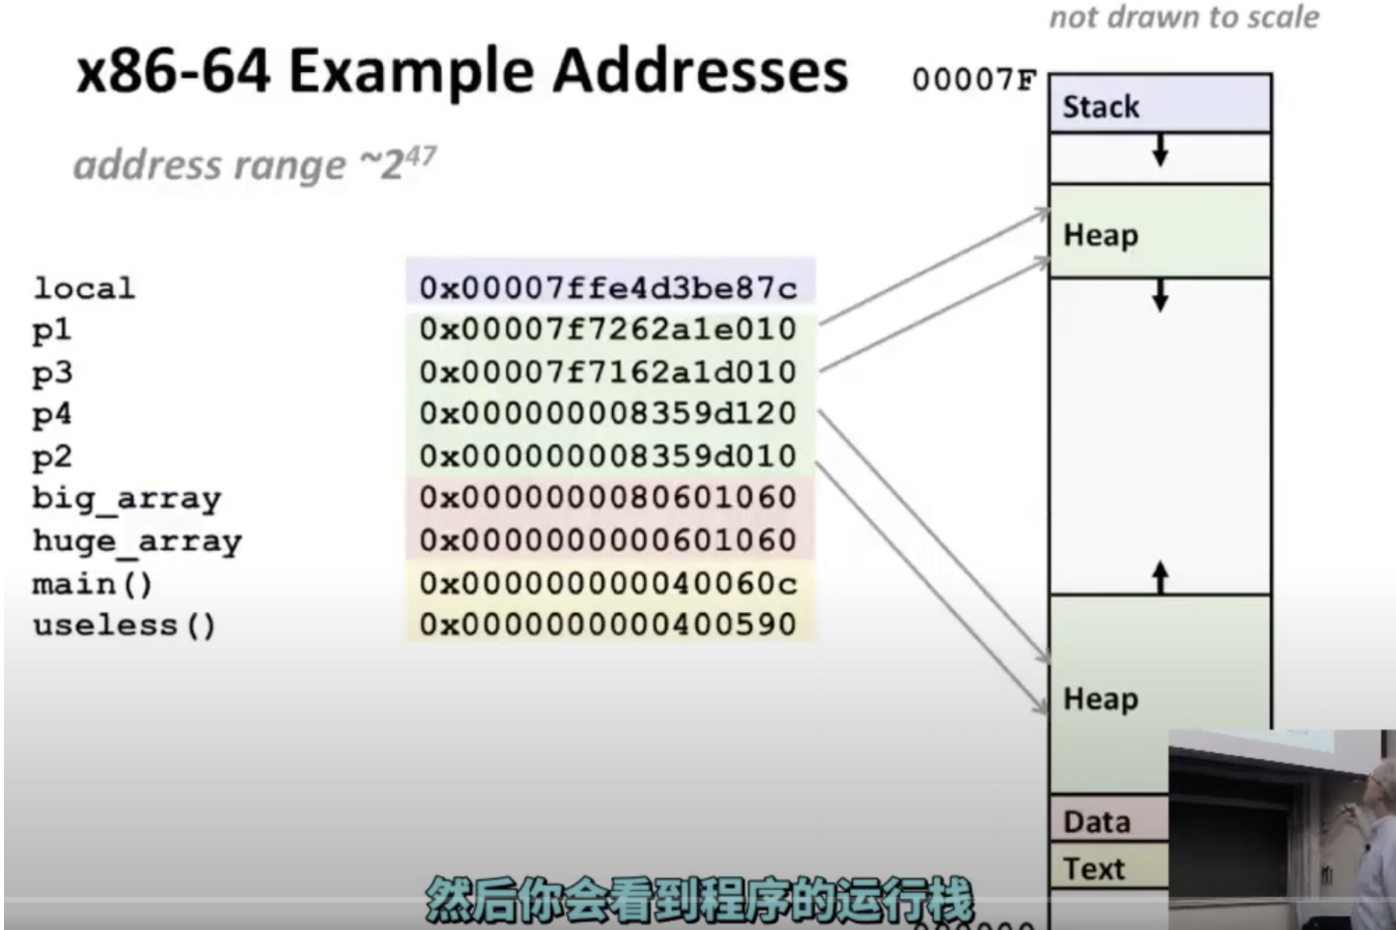 not drawn to scale
x86-64 Example Addresses
00007F
Stack
address range ~2⁴⁷
Heap
local 0x00007ffe4d3be87c
p1 0x00007f7262a1e010
p3 0x00007f7162a1d010
p4 0x000000008359d120
p2 0x000000008359d010
big_array 0x0000000080601060
huge_array 0x0000000000601060
main() 0x000000000040060c
useless() 0x0000000000400590
Heap
Data
Text
然后你会看到程序的运行栈
000000